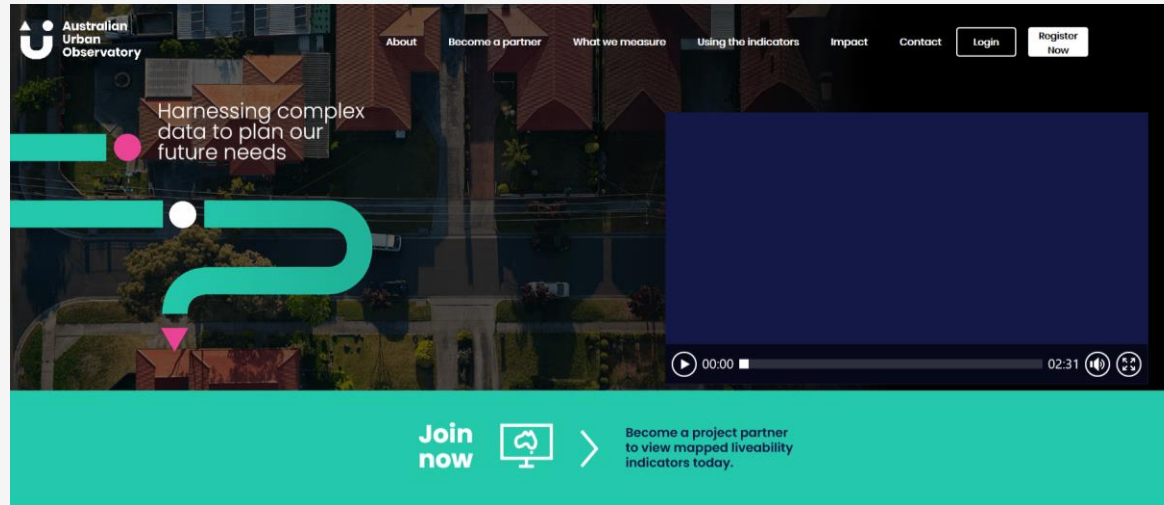 Australian
Urban
Observatory
About Become a partner What we measure Using the indicators Impact Contact Login Register
Now
Harnessing complex
data to plan our
future needs
00:00 02:31
Join
now
Become a project partner
to view mapped liveability
indicators today.